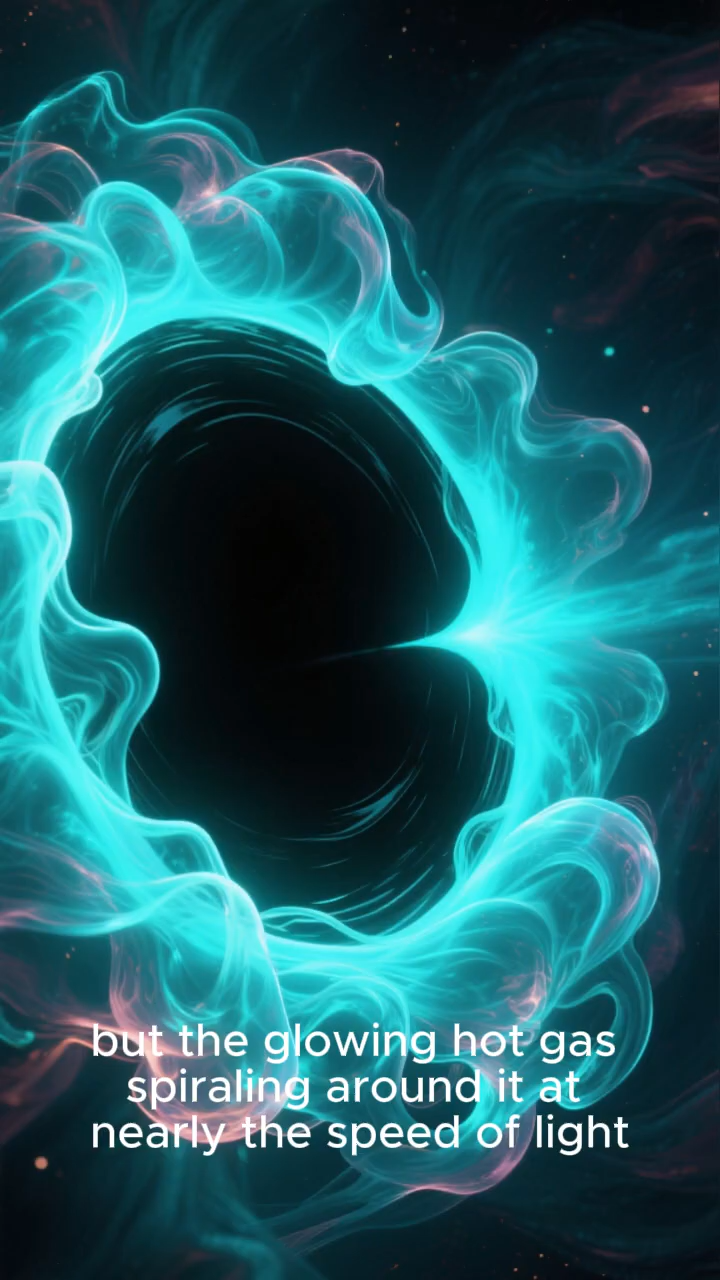 but the glowing hot gas
spiraling around it at
nearly the speed of light